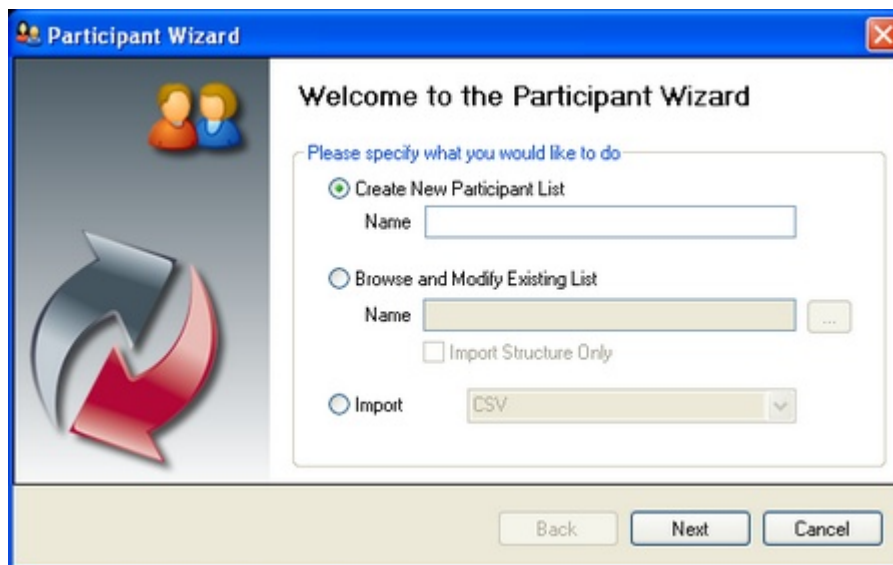 Participant Wizard
Welcome to the Participant Wizard
Please specify what you would like to do
Create New Participant List
Name
Browse and Modify Existing List
Name
...
Import Structure Only
Import CSV
Back Next Cancel